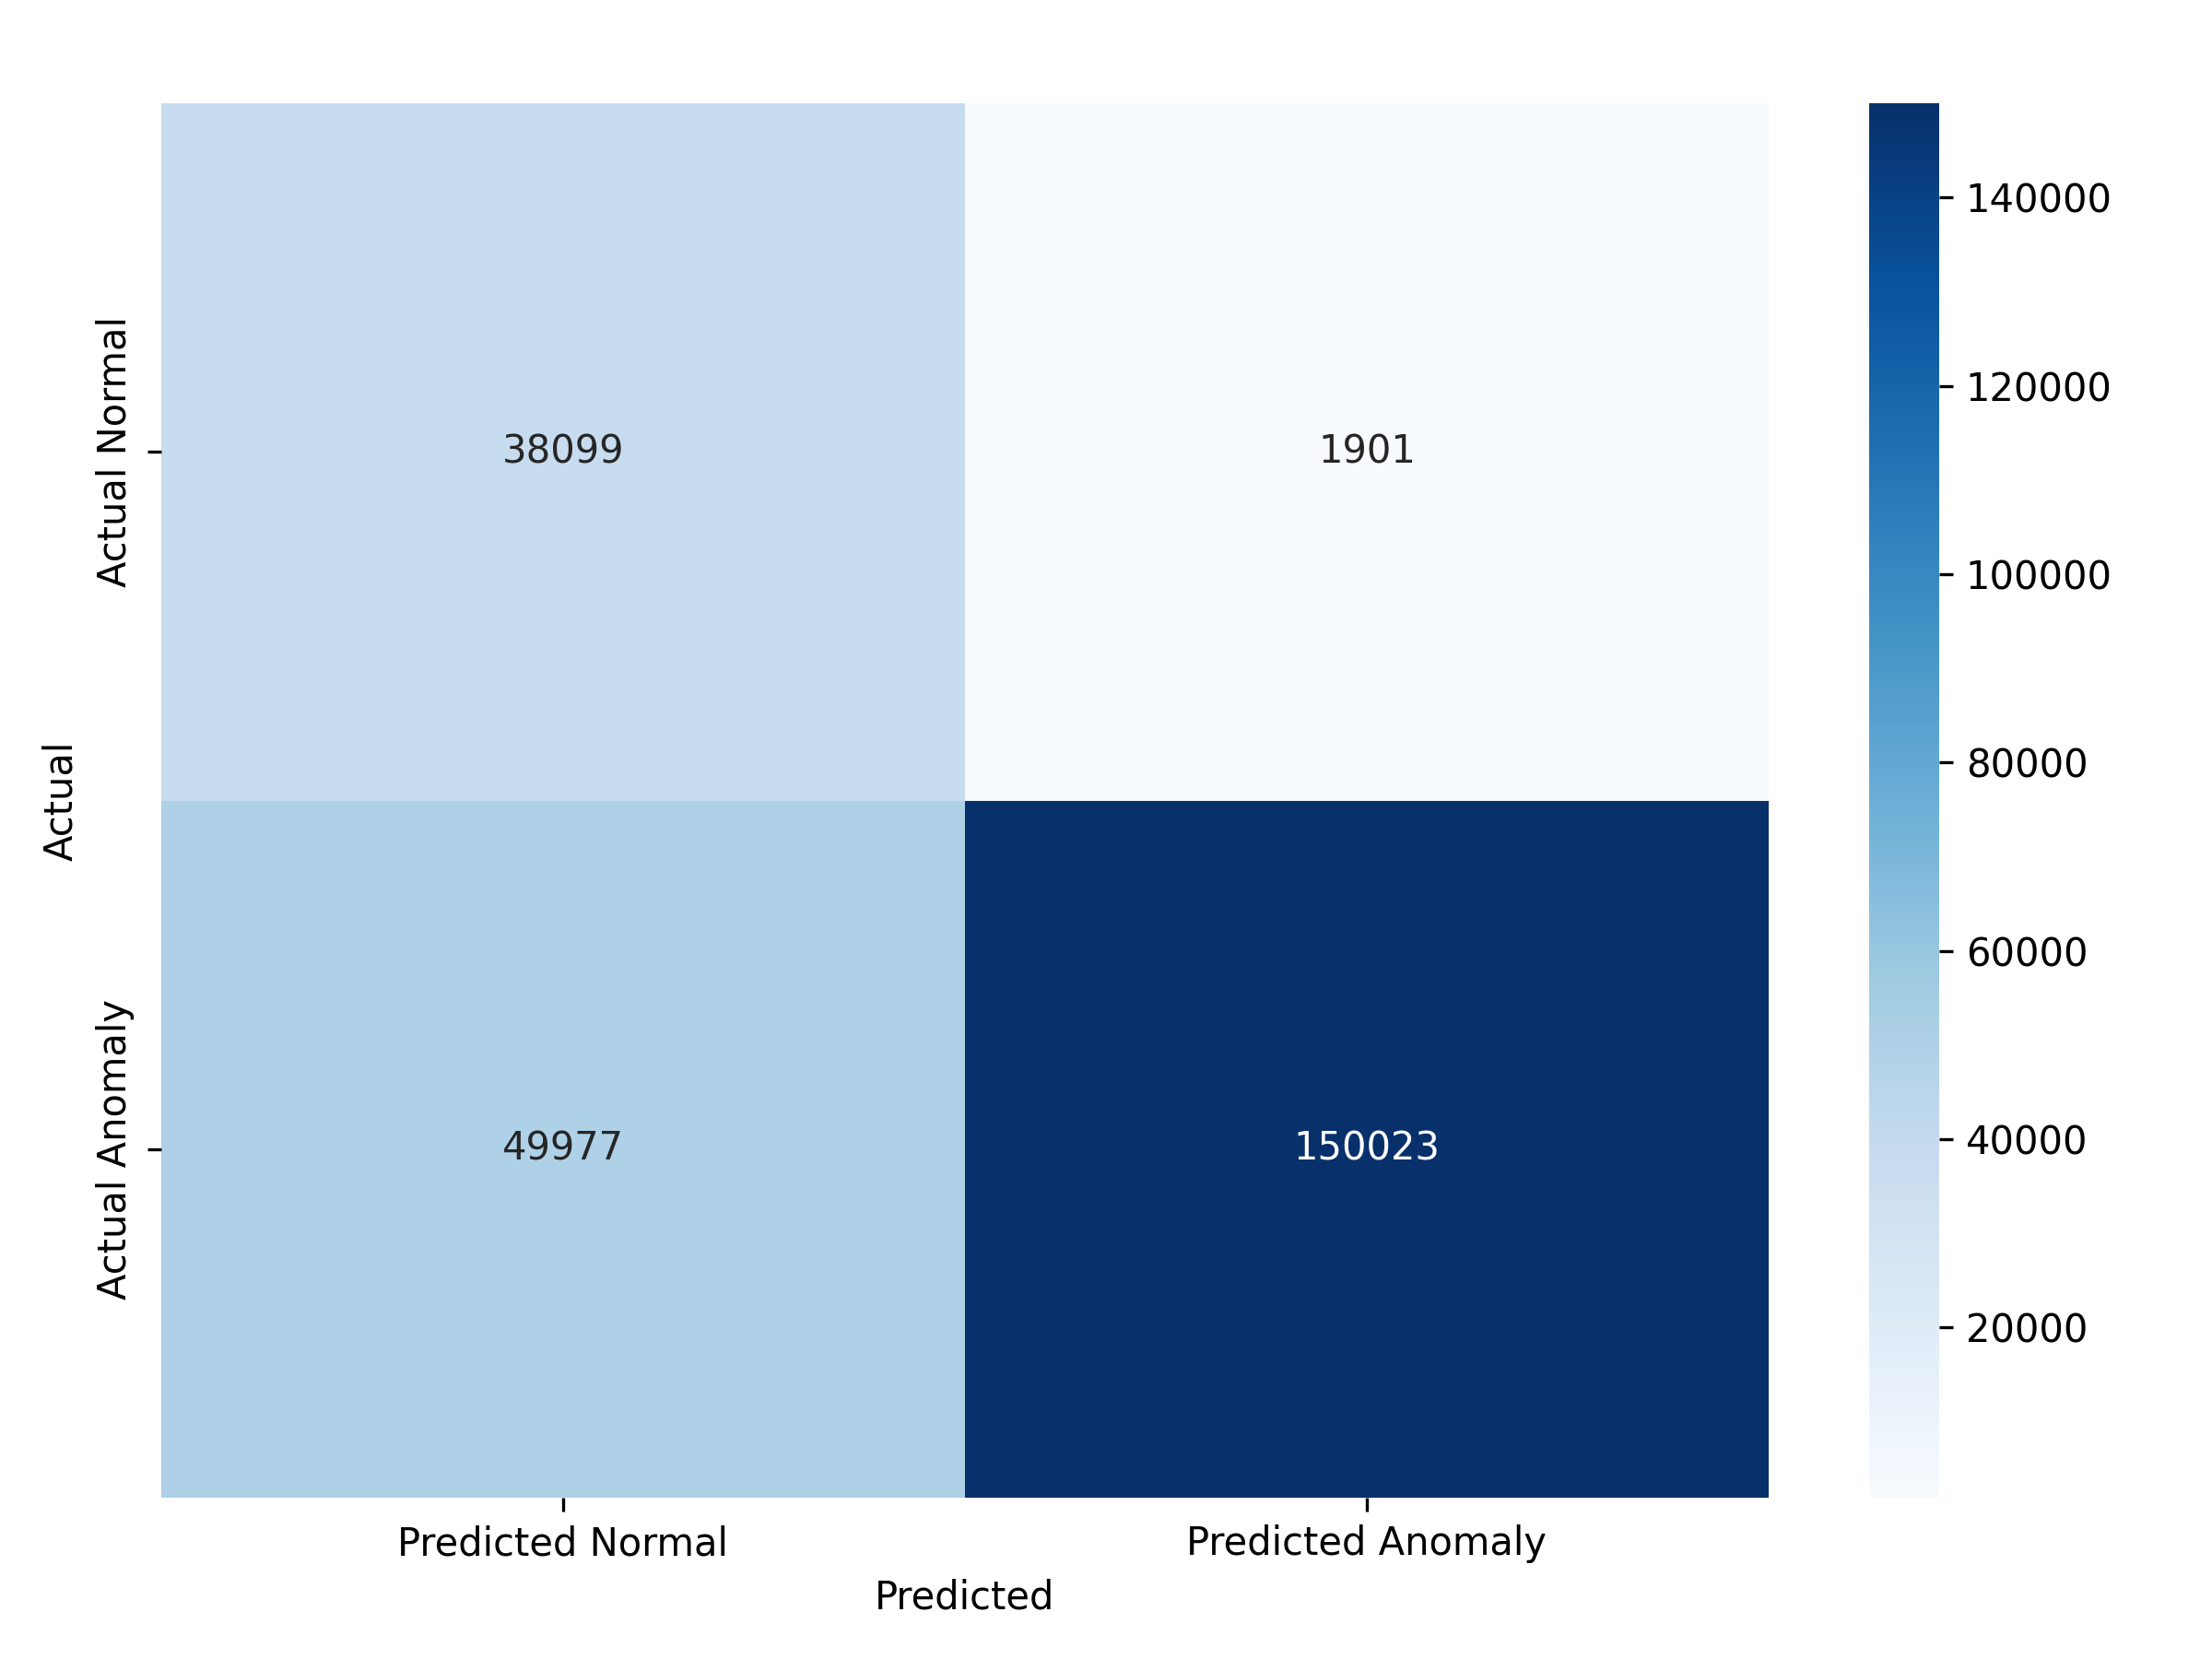 Actual
Actual Normal
Actual Anomaly
38099
1901
49977
150023
Predicted Normal
Predicted Anomaly
Predicted
140000
120000
100000
80000
60000
40000
20000